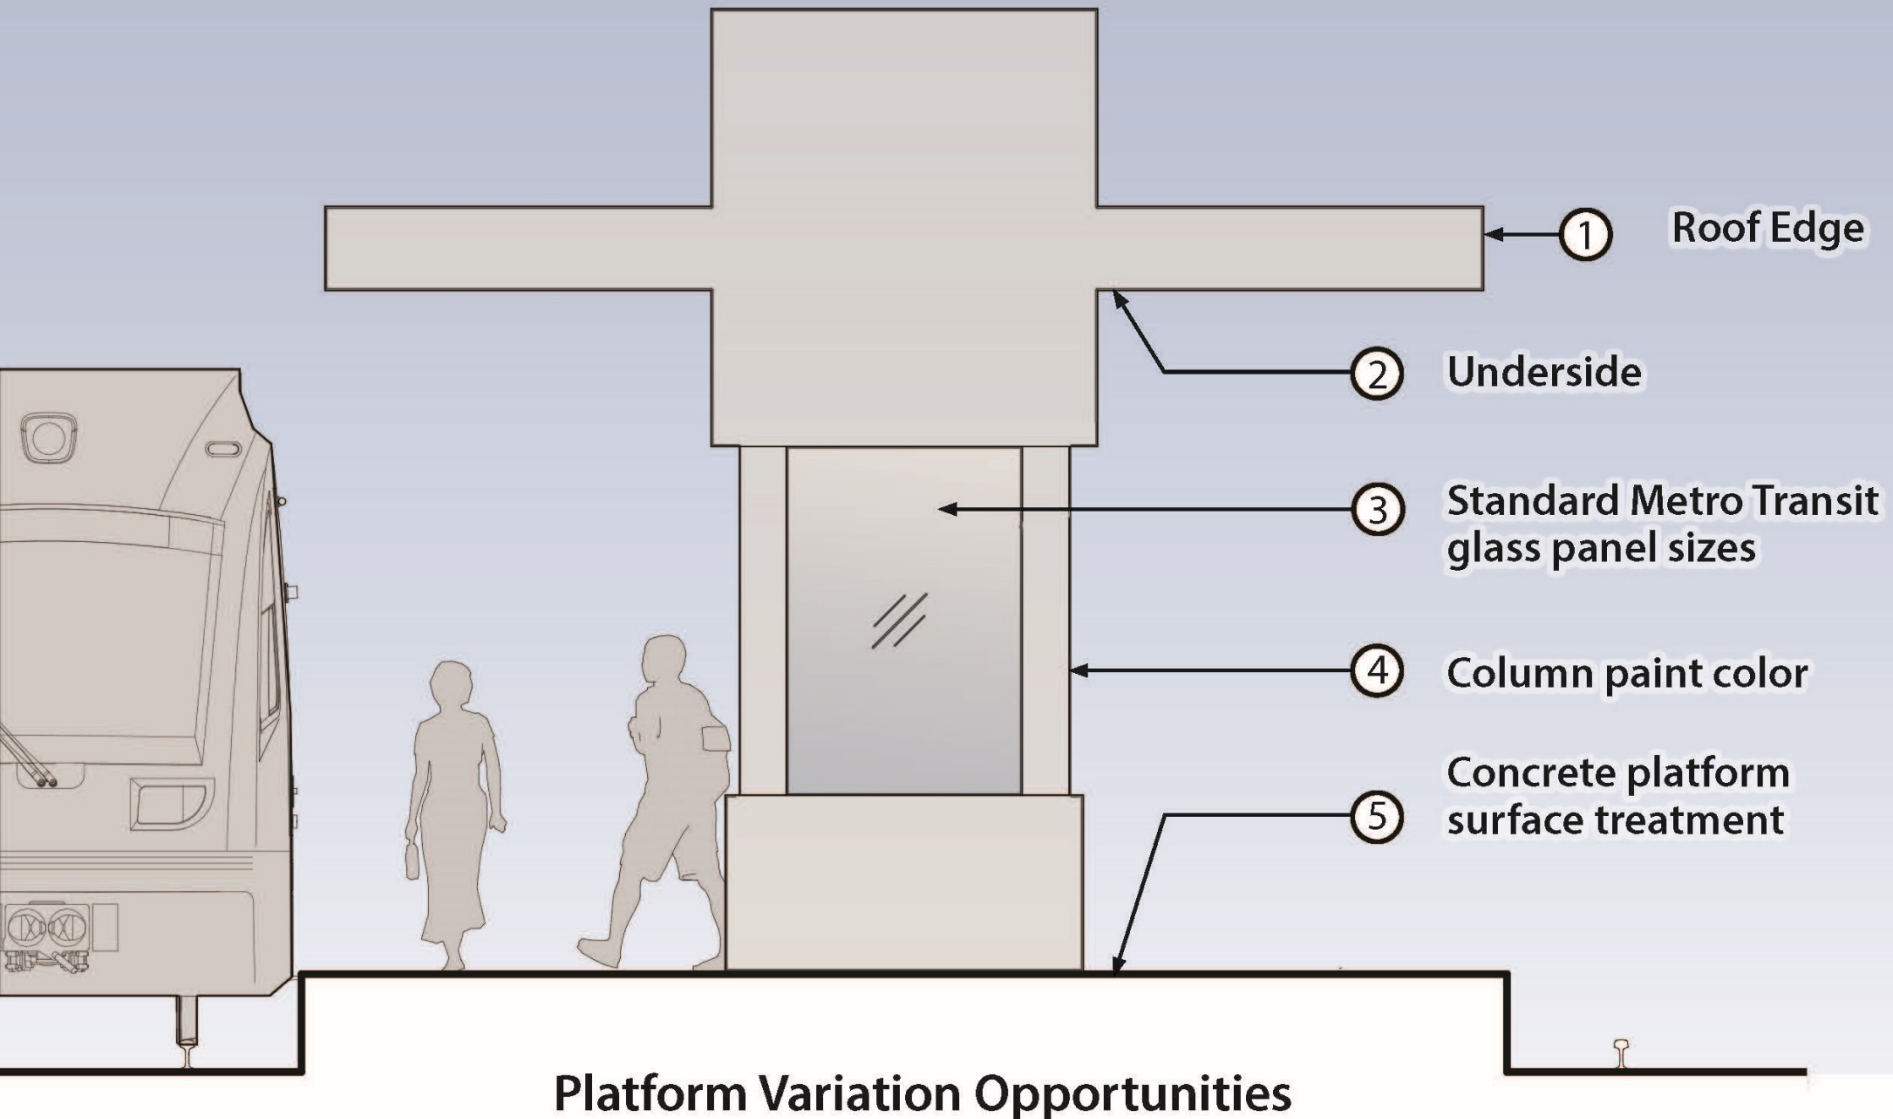 1 Roof Edge
2 Underside
3 Standard Metro Transit
glass panel sizes
4 Column paint color
Concrete platform
5 surface treatment
Platform Variation Opportunities